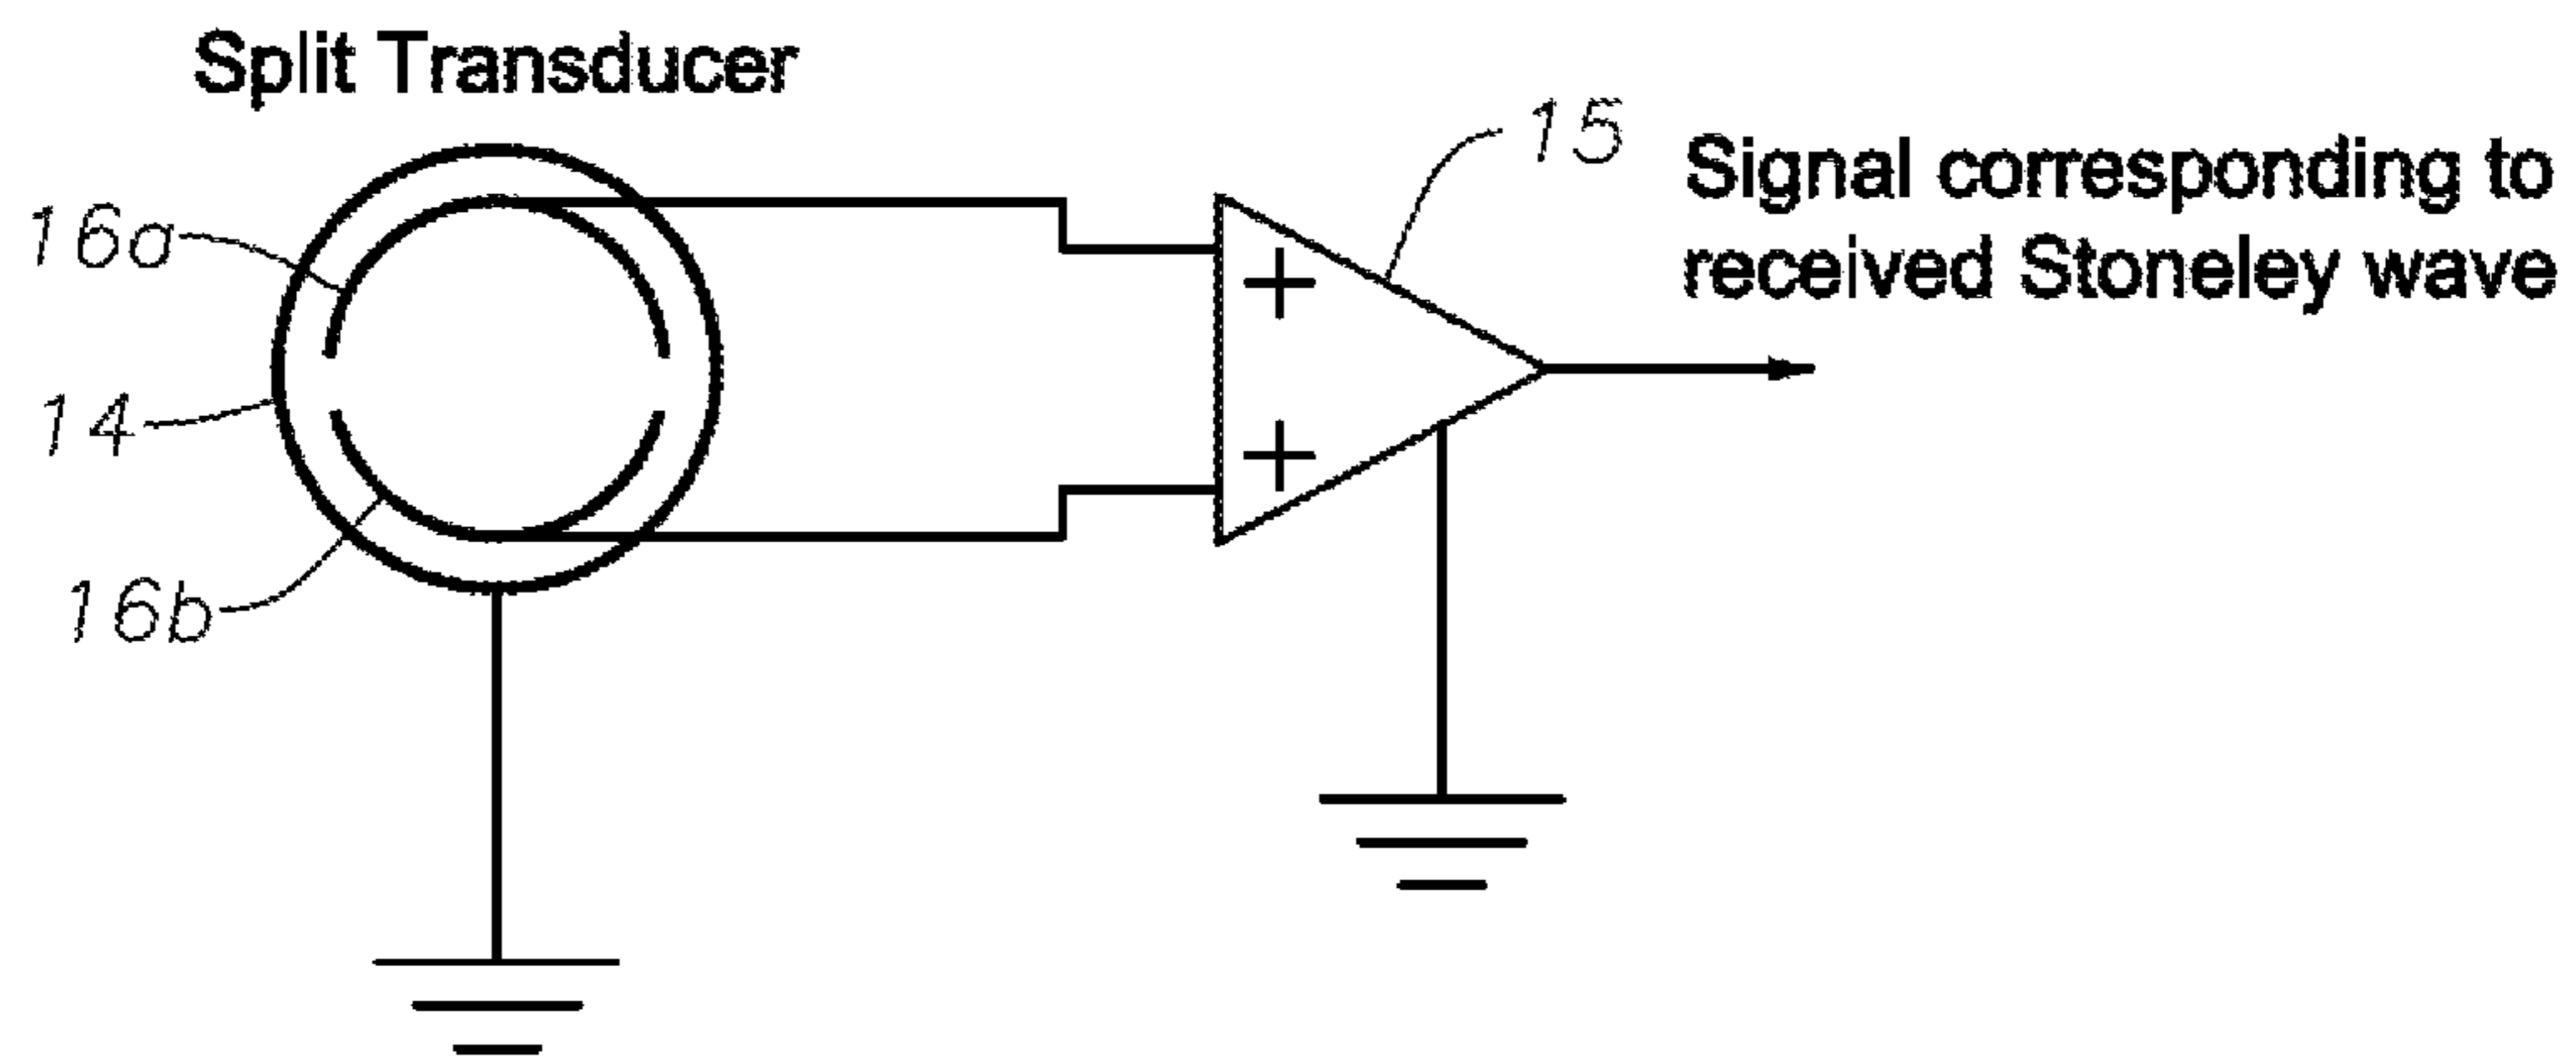 Split Transducer
15
Signal corresponding to
received Stoneley wave
16a
14
16b
+
+